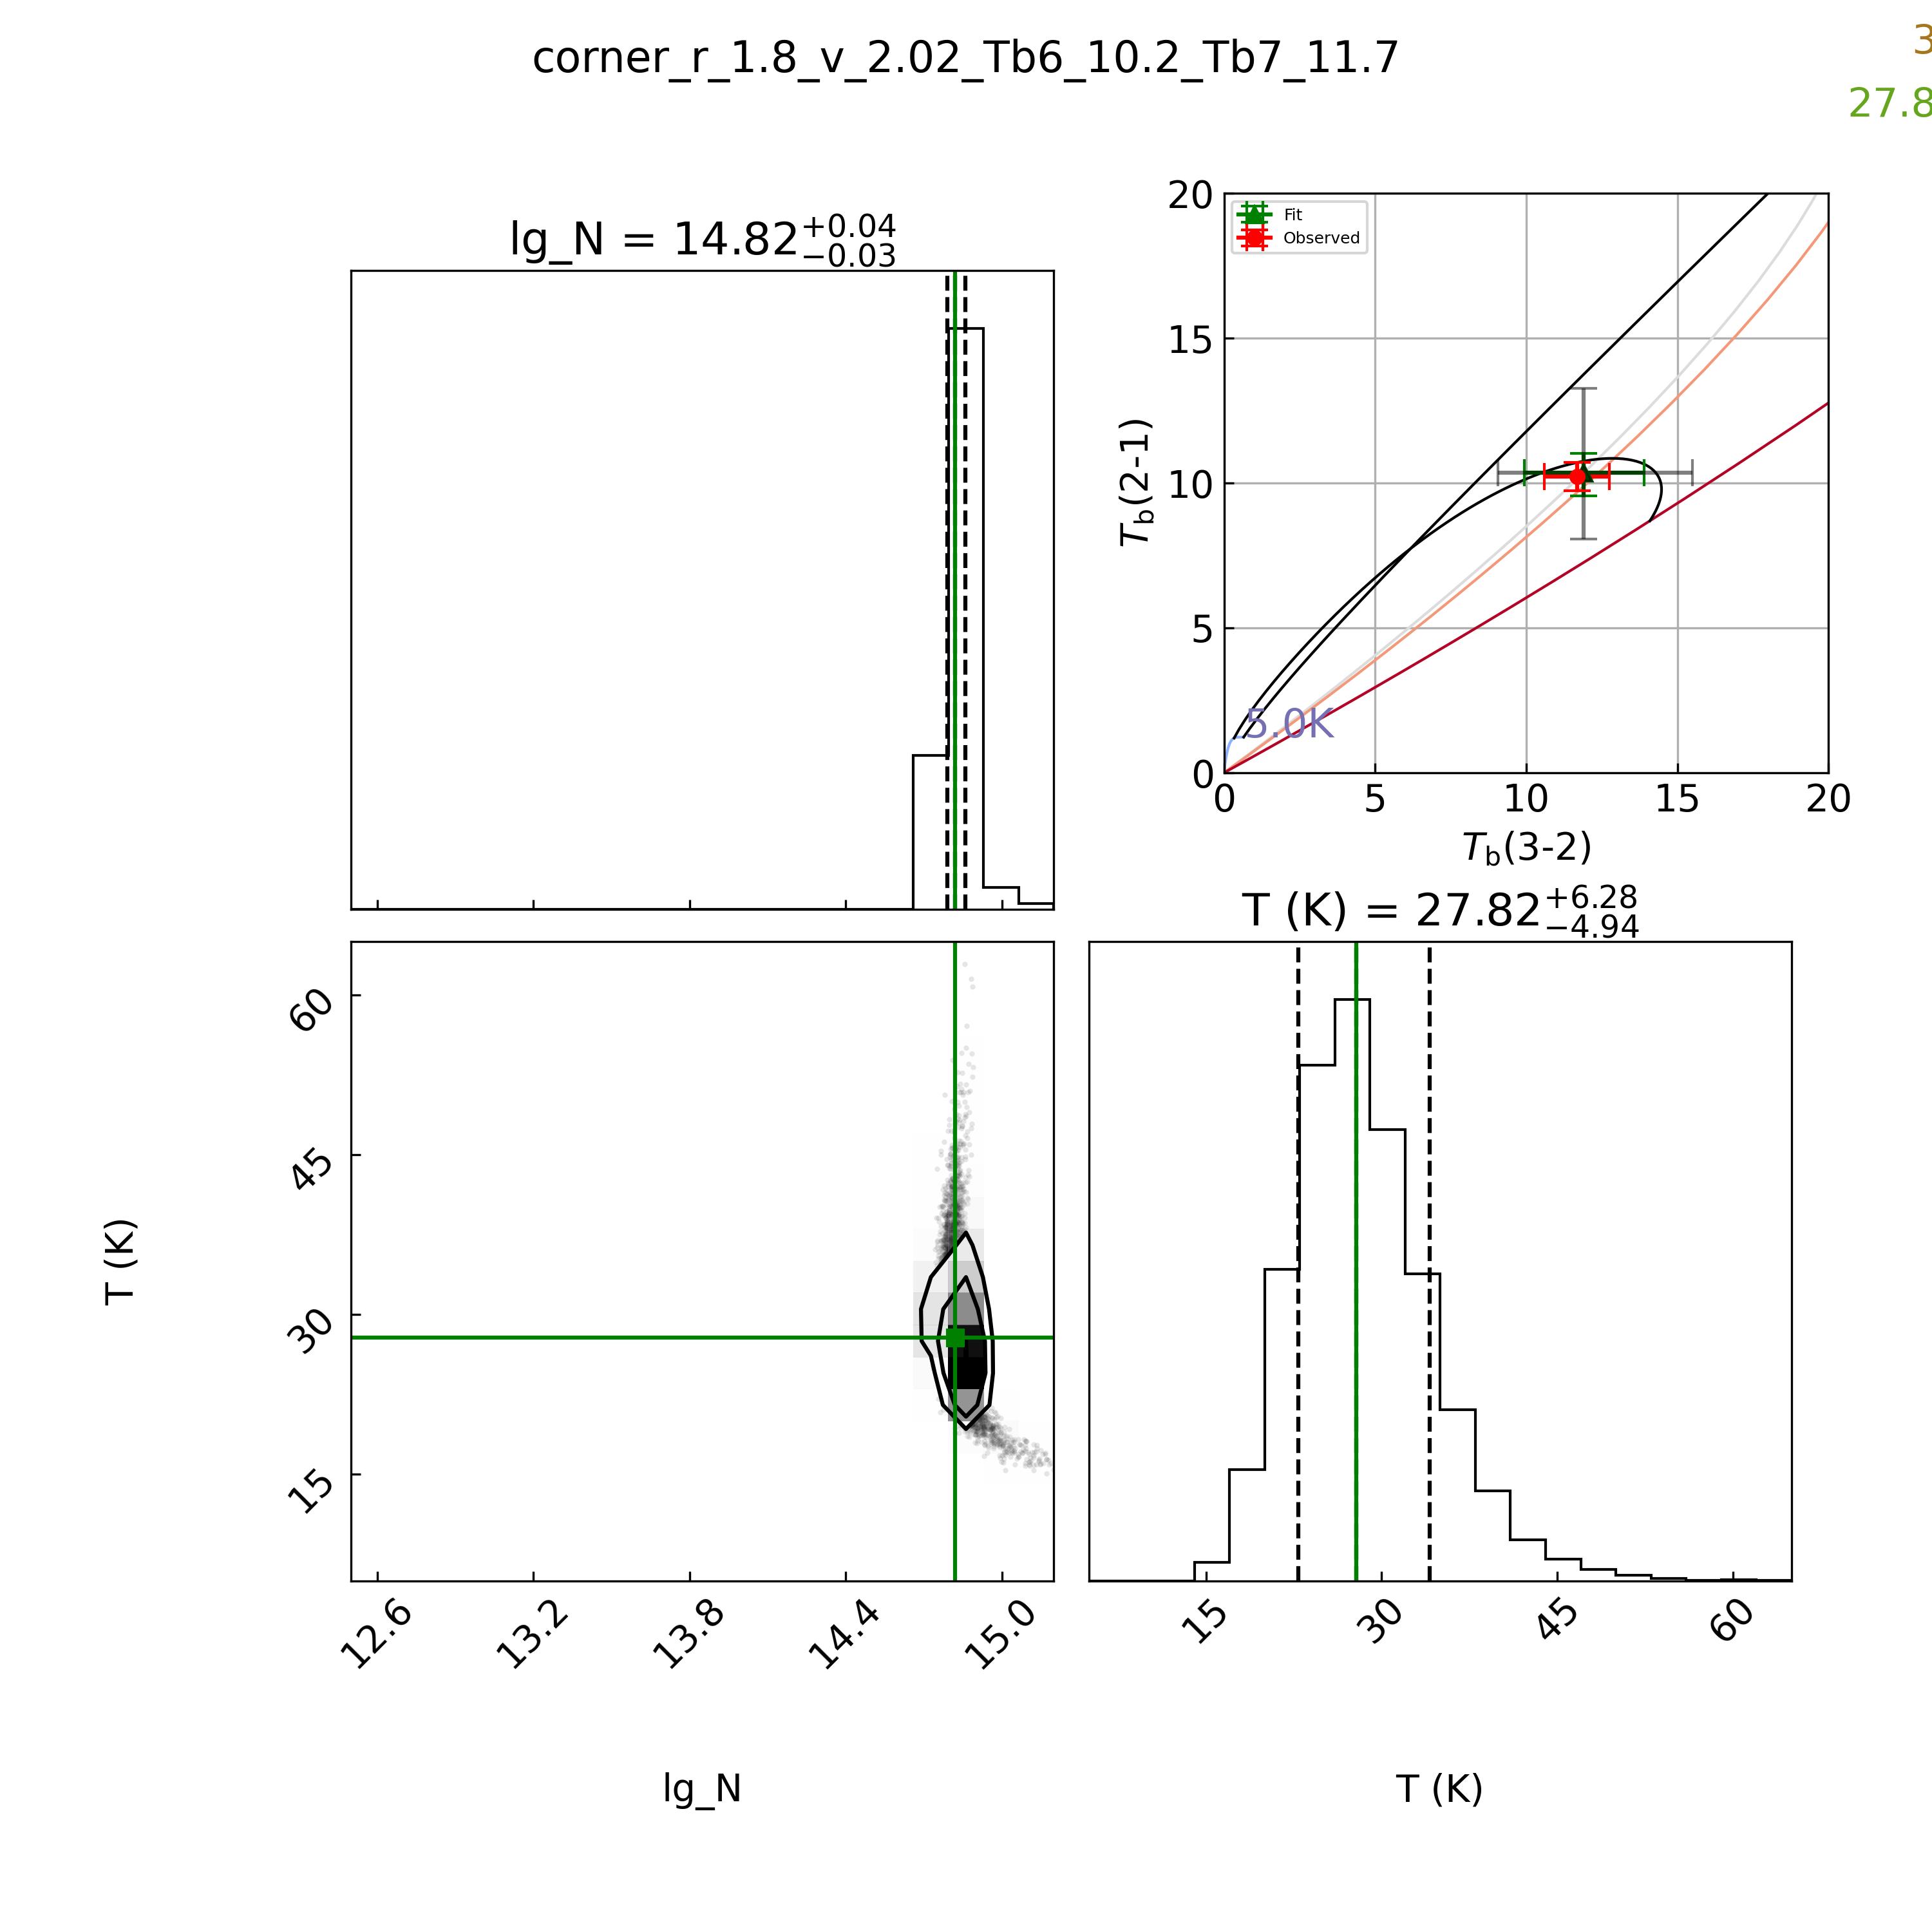 corner_r_1.8_v_2.02_Tb6_10.2_Tb7_11.7
3
27.8
lg_N = 14.82 +0.04 −0.03
20
15
10
5
0
Fit
Observed
5.0K
T_b(2-1)
0 5 10 15 20
T_b(3-2)
T (K) = 27.82 +6.28 −4.94
60
45
30
15
T (K)
12.6 13.2 13.8 14.4 15.0
15 30 45 60
lg_N
T (K)